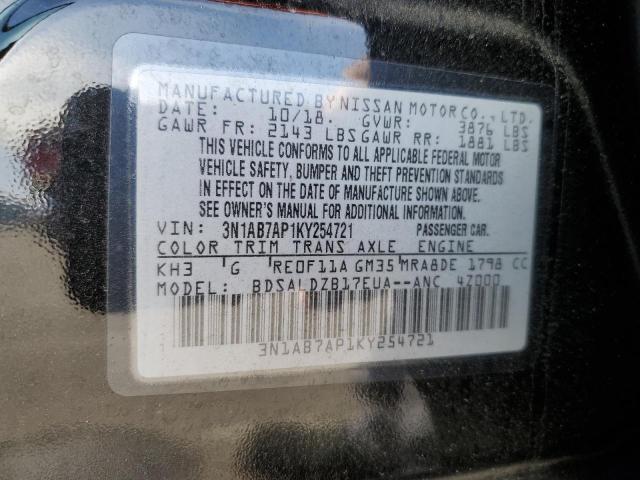 MANUFACTURED BY NISSAN MOTOR CO., LTD.
DATE: 10/18 GVWR: 3876 LBS
GAWR FR: 2143 LBS GAWR RR: 1881 LBS
THIS VEHICLE CONFORMS TO ALL APPLICABLE FEDERAL MOTOR
VEHICLE SAFETY, BUMPER AND THEFT PREVENTION STANDARDS
IN EFFECT ON THE DATE OF MANUFACTURE SHOWN ABOVE.
SEE OWNER'S MANUAL FOR ADDITIONAL INFORMATION.
VIN: 3N1AB7AP1KY254721 PASSENGER CAR.
COLOR TRIM TRANS AXLE ENGINE
KH3 G RE0F11A GM35 MRA8DE 1798 CC
MODEL: BDSALDZB17EUA--ANC 4Z000
3N1AB7AP1KY254721